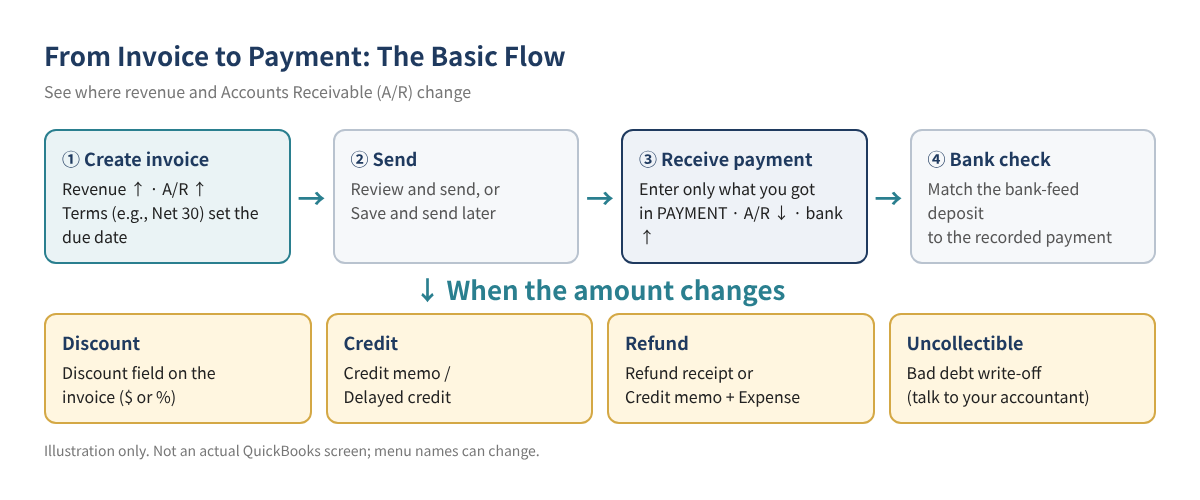 From Invoice to Payment: The Basic Flow
See where revenue and Accounts Receivable (A/R) change
① Create invoice
Revenue ↑ · A/R ↑
Terms (e.g., Net 30) set the
due date
→
② Send
Review and send, or
Save and send later
→
③ Receive payment
Enter only what you got
in PAYMENT · A/R ↓ · bank
↑
→
④ Bank check
Match the bank-feed
deposit
to the recorded payment
↓ When the amount changes
Discount
Discount field on the
invoice ($ or %)
Credit
Credit memo /
Delayed credit
Refund
Refund receipt or
Credit memo + Expense
Uncollectible
Bad debt write-off
(talk to your accountant)
Illustration only. Not an actual QuickBooks screen; menu names can change.